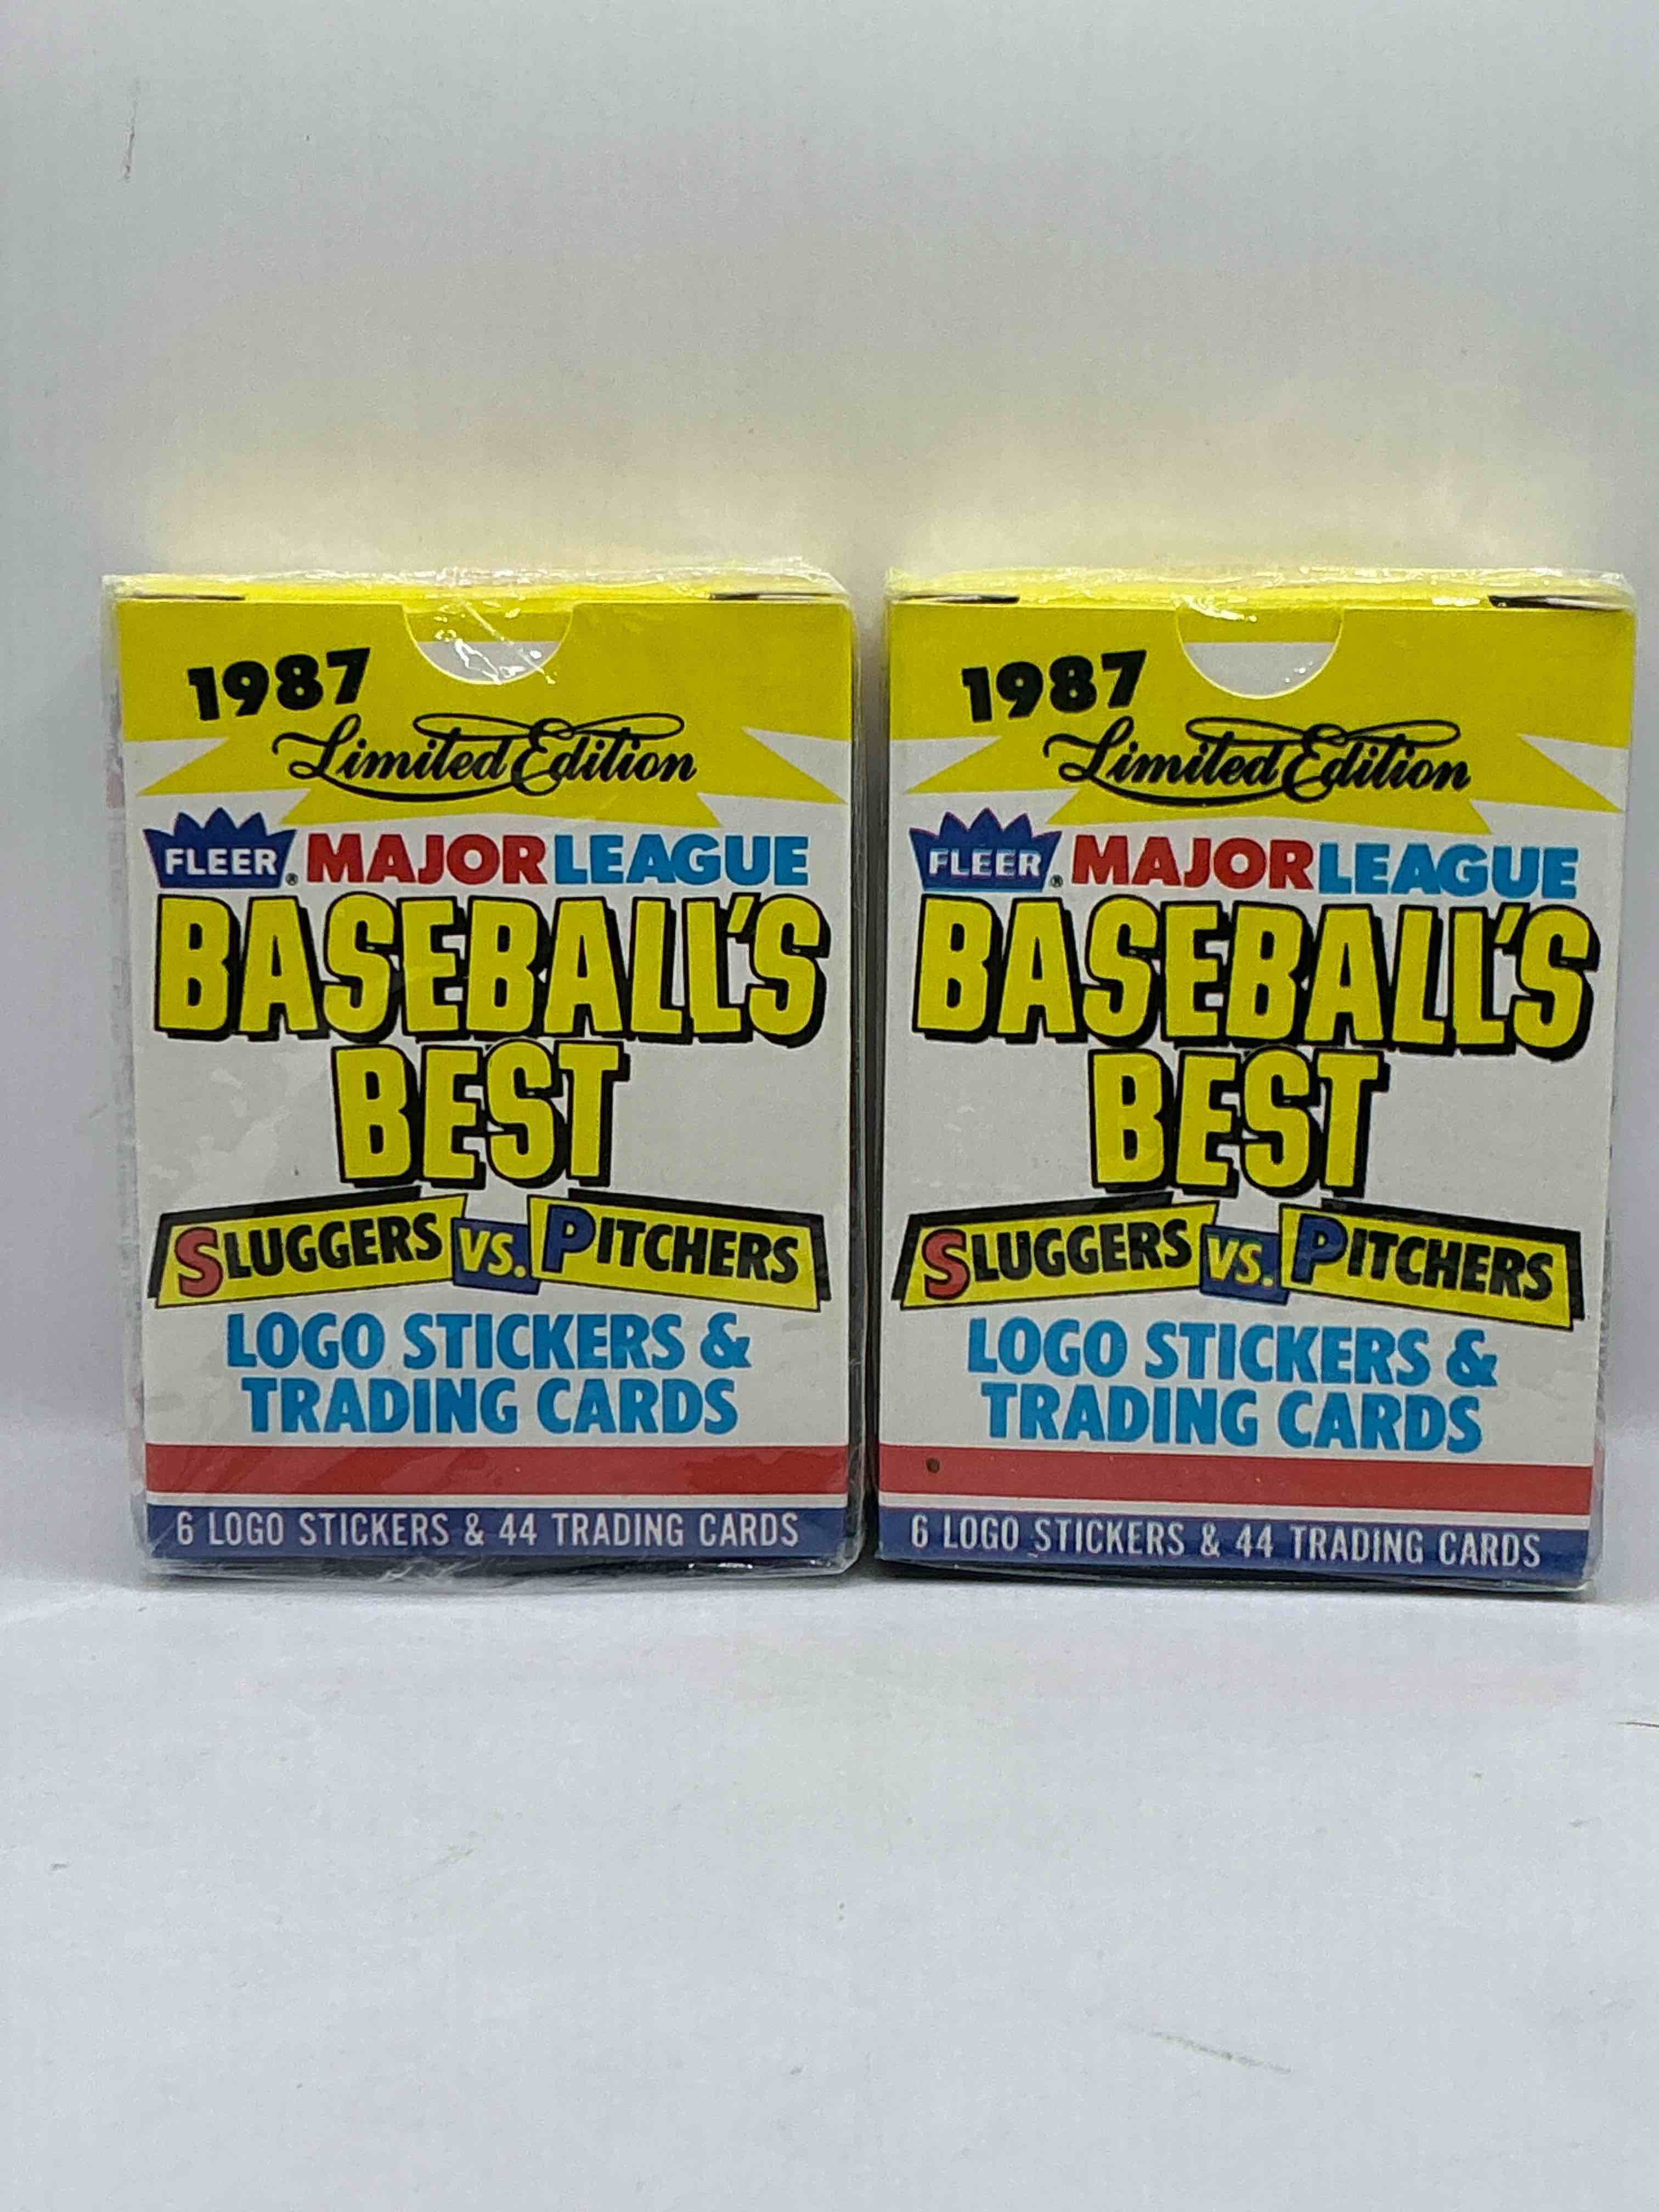 1987
Limited Edition
FLEER® MAJOR LEAGUE
BASEBALL'S
BEST
SLUGGERS VS. PITCHERS
LOGO STICKERS &
TRADING CARDS
6 LOGO STICKERS & 44 TRADING CARDS
1987
Limited Edition
FLEER® MAJOR LEAGUE
BASEBALL'S
BEST
SLUGGERS VS. PITCHERS
LOGO STICKERS &
TRADING CARDS
6 LOGO STICKERS & 44 TRADING CARDS